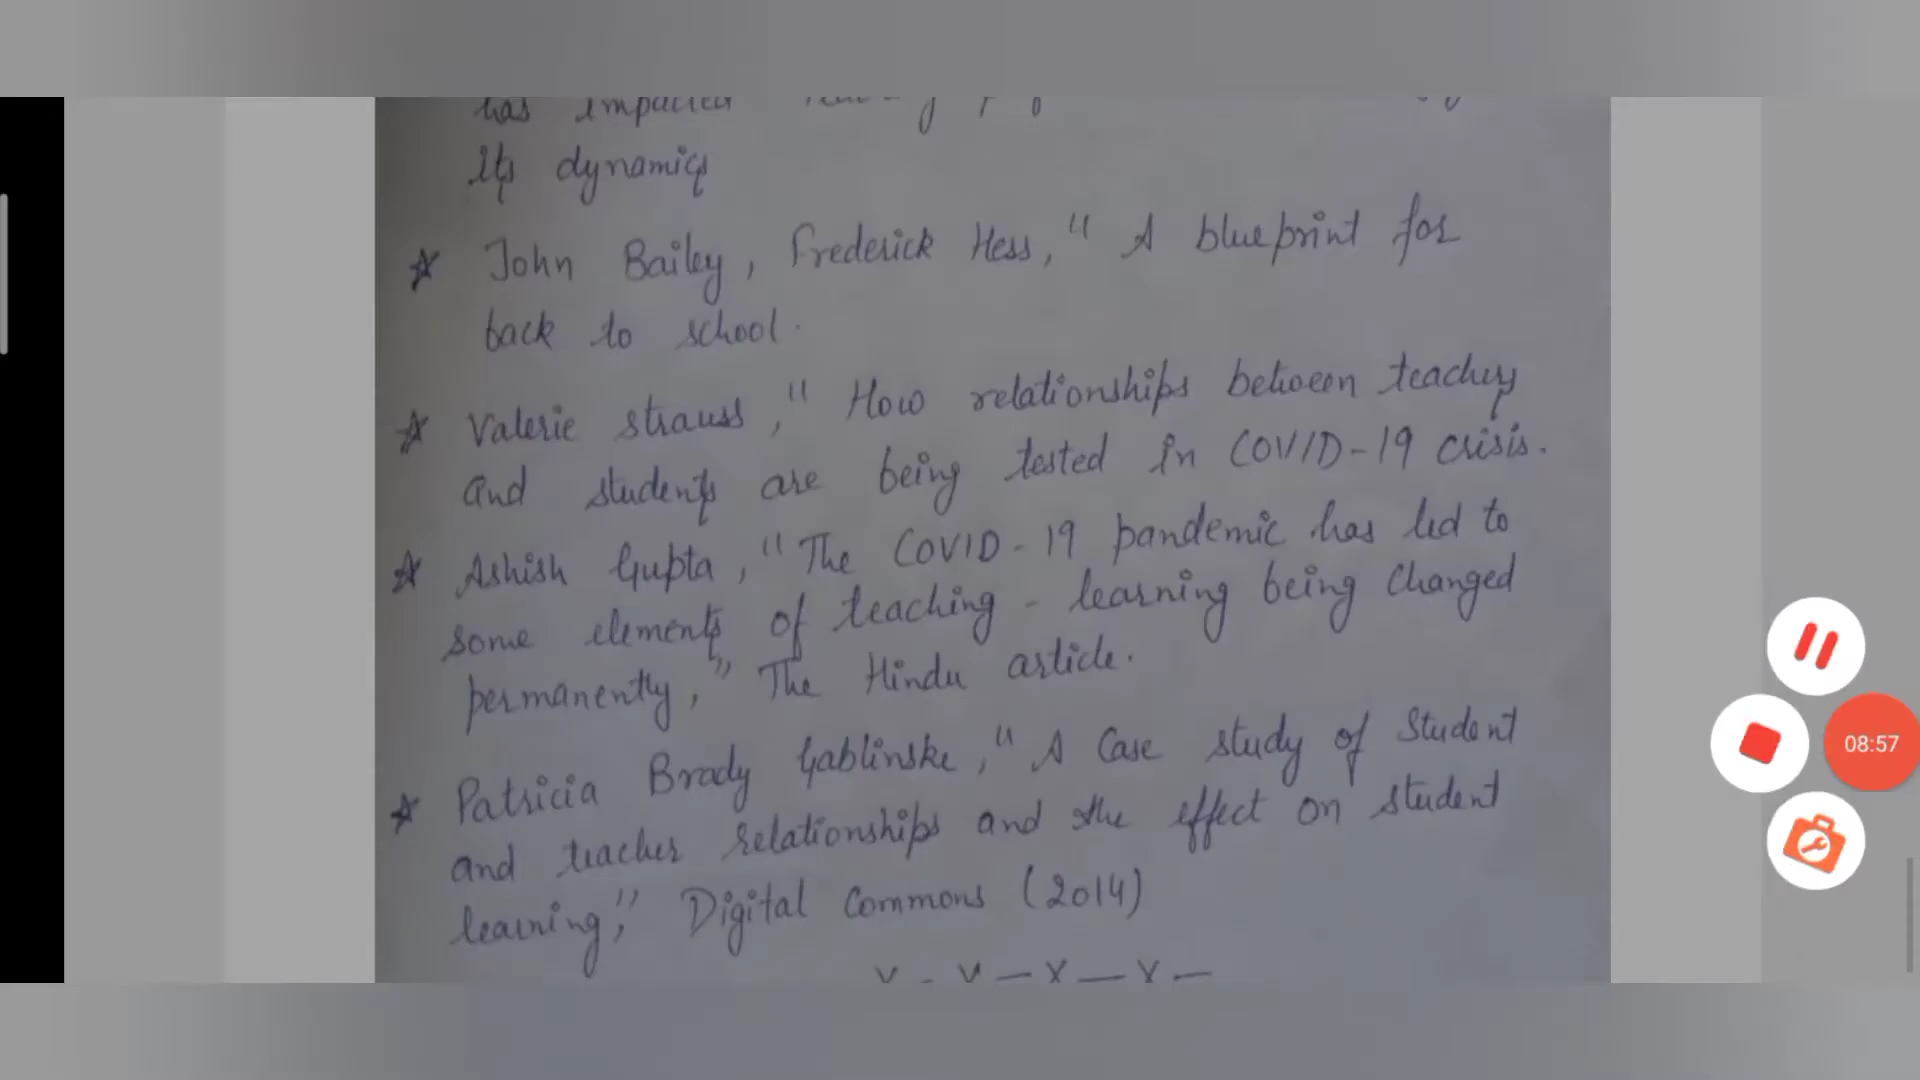 has impacted
its dynamics
☆ John Bailey, Frederick Hess, " A blueprint for
back to school.
☆ Valerie Strauss, " How relationships between teachers
and students are being tested in COVID-19 crisis.
☆ Ashish Gupta, " The COVID-19 pandemic has led to
some elements of teaching - learning being changed
permanently," The Hindu article.
☆ Patricia Brady Gablinske, " A Case study of Student
and teacher relationships and the effect on student
learning," Digital Commons (2014)
X - X — X — X —
08:57